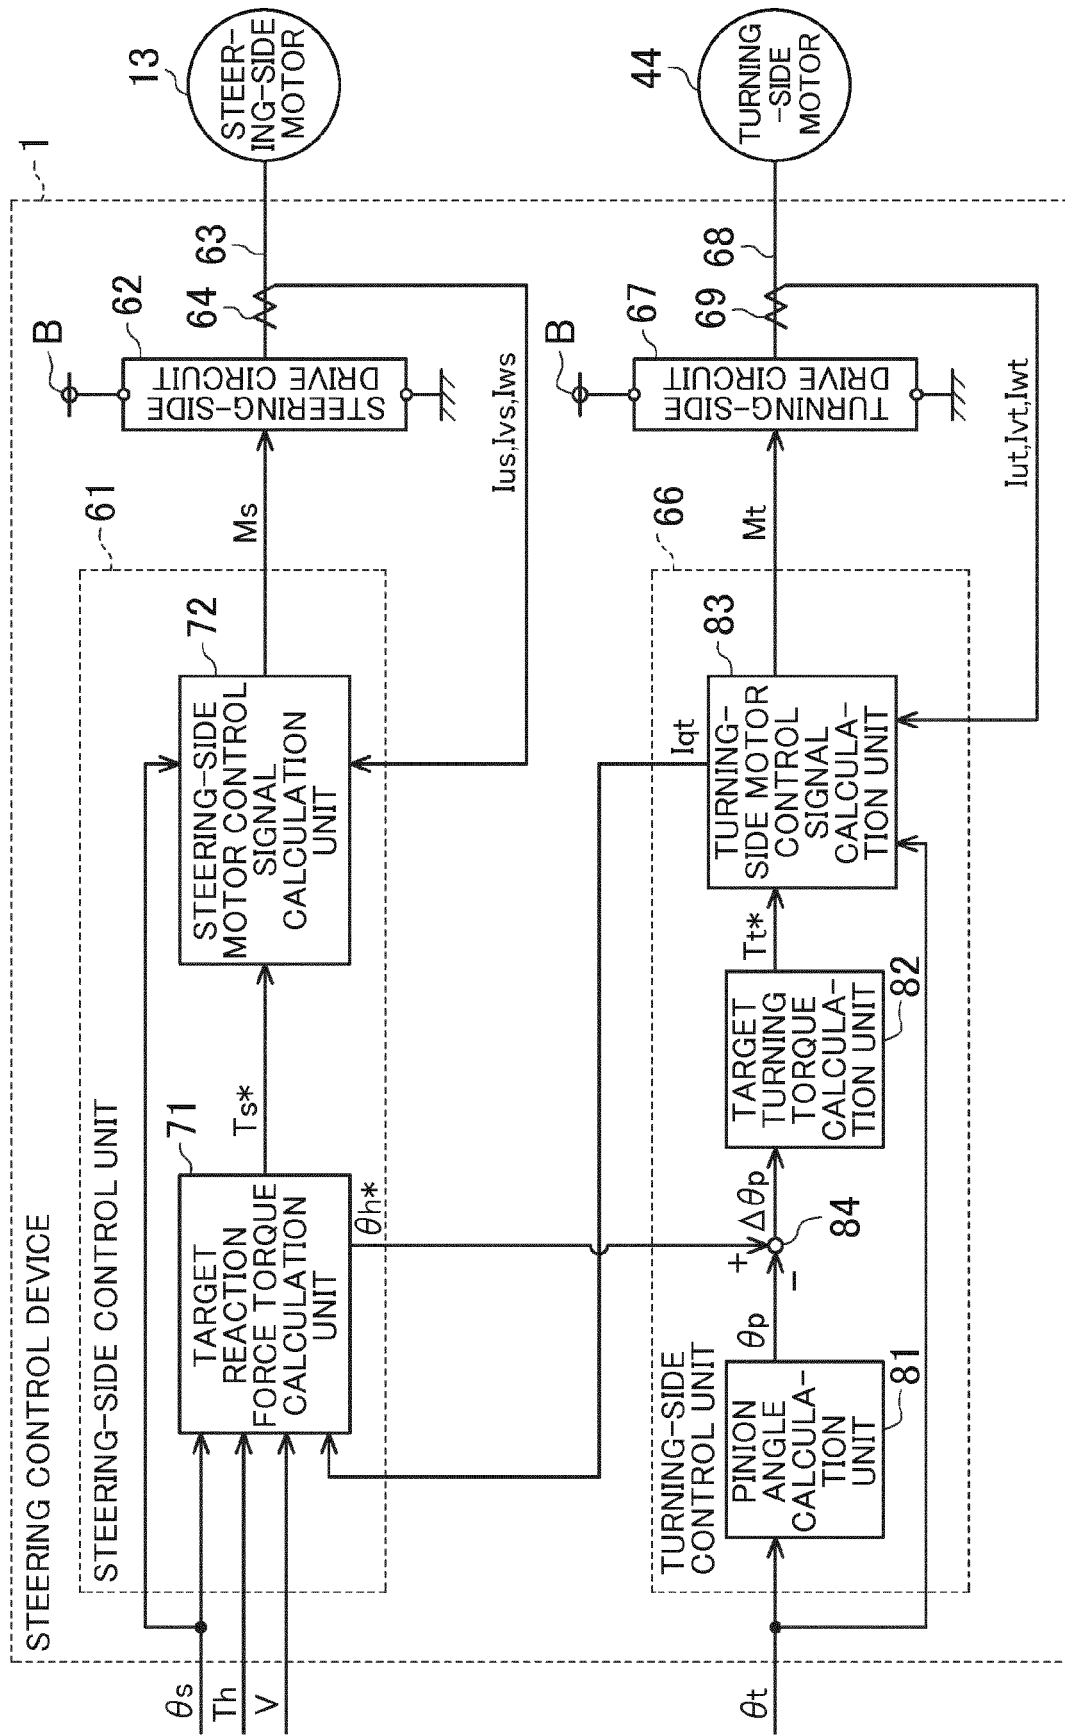 STEERING CONTROL DEVICE
1
STEERING-SIDE CONTROL UNIT
61
θs
Th
V
71
TARGET
REACTION
FORCE TORQUE
CALCULATION
UNIT
Ts*
θh*
72
STEERING-SIDE
MOTOR CONTROL
SIGNAL
CALCULATION
UNIT
Ms
B
62
STEERING-SIDE
DRIVE CIRCUIT
64
63
Ius,Ivs,Iws
13
STEER-
ING-SIDE
MOTOR
TURNING-SIDE
CONTROL UNIT
66
θt
PINION
ANGLE
CALCULA-
TION
UNIT
81
θp
+
-
84
Δθp
TARGET
TURNING
TORQUE
CALCULA-
TION UNIT
82
Tt*
Iqt
83
TURNING-
SIDE MOTOR
CONTROL
SIGNAL
CALCULA-
TION UNIT
Mt
B
67
TURNING-SIDE
DRIVE CIRCUIT
69
68
Iut,Ivt,Iwt
44
TURNING
-SIDE
MOTOR